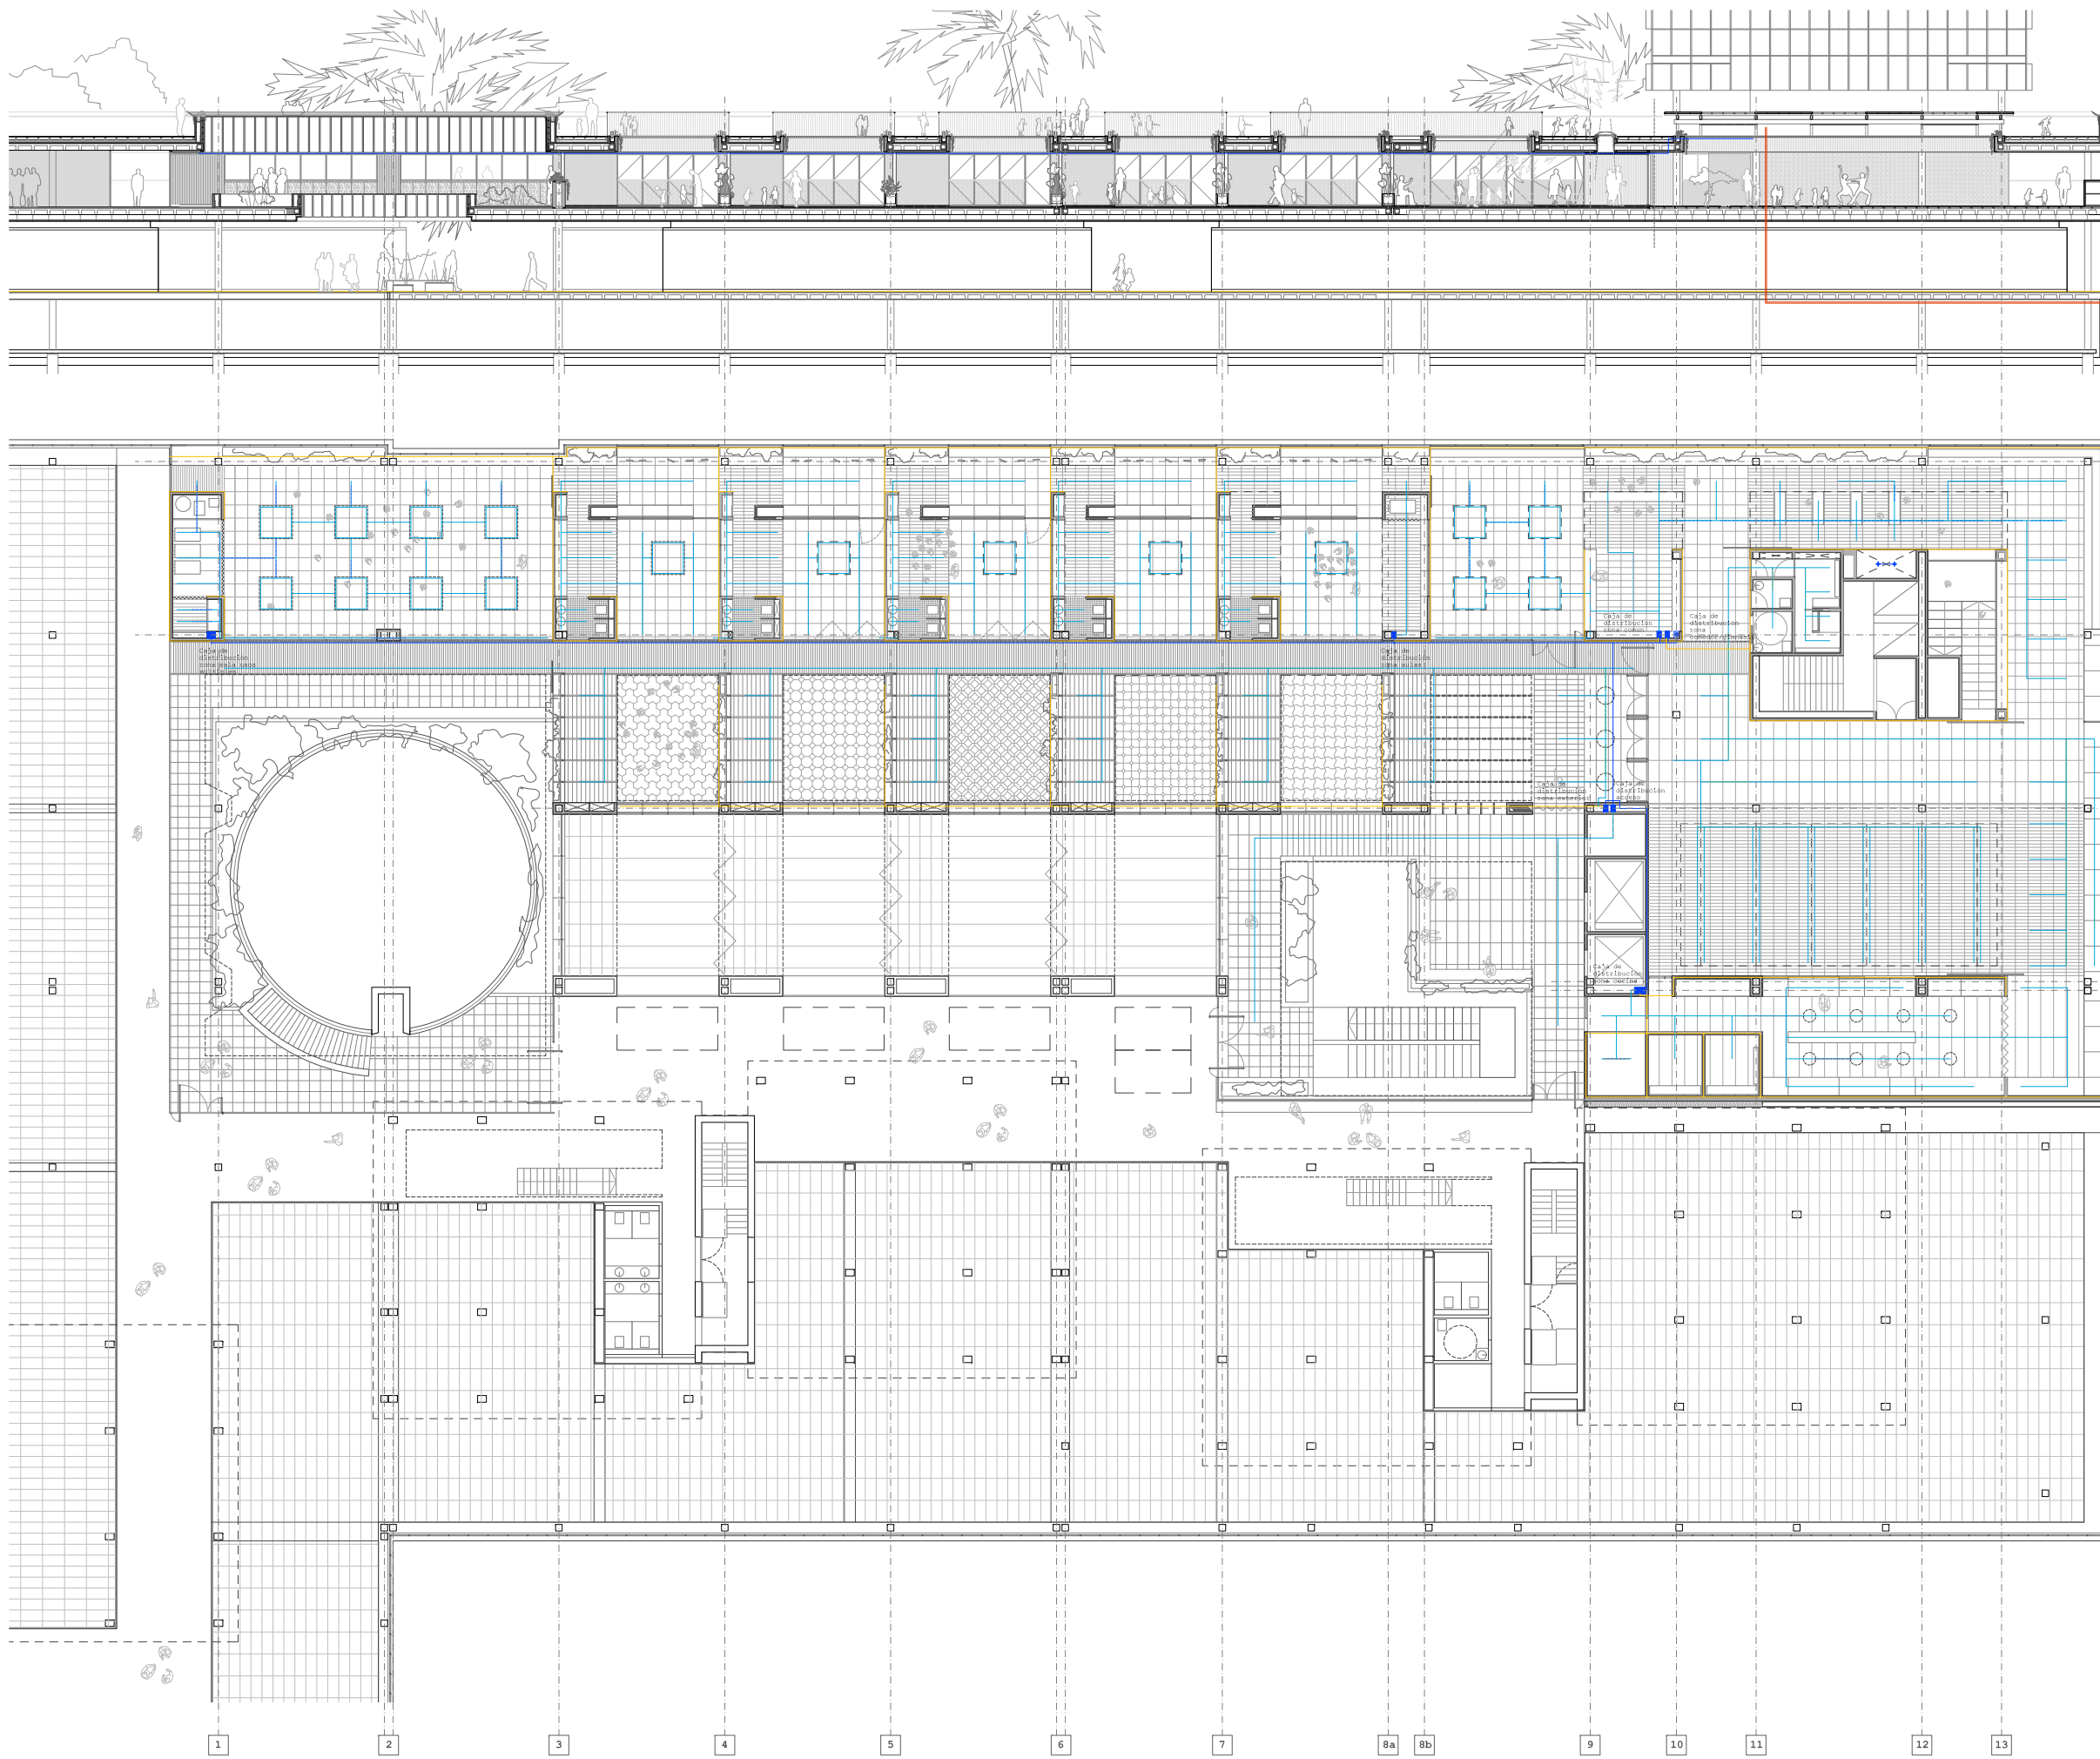 Caja de
distribución
zona común
Caja de
distribución
zona
comedor/gimnasio
Caja de
distribución
zona sala usos
múltiples
Caja de
distribución
zona aulas
Caja de
distribución
zona exterior
Caja de
distribución
acceso
Caja de
distribución
zona cocina
1
2
3
4
5
6
7
8a
8b
9
10
11
12
13